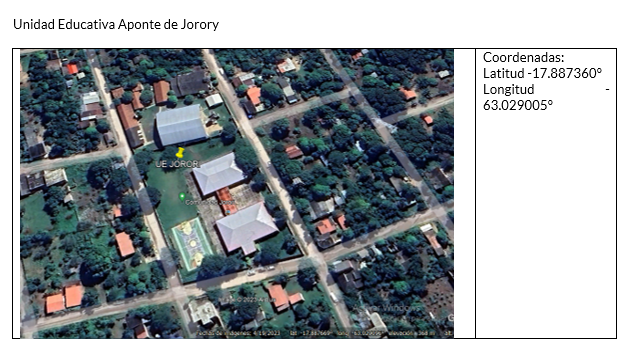 Unidad Educativa Aponte de Jorory
Coordenadas:
Latitud -17.887360°
Longitud -
63.029005°
UE JOROR